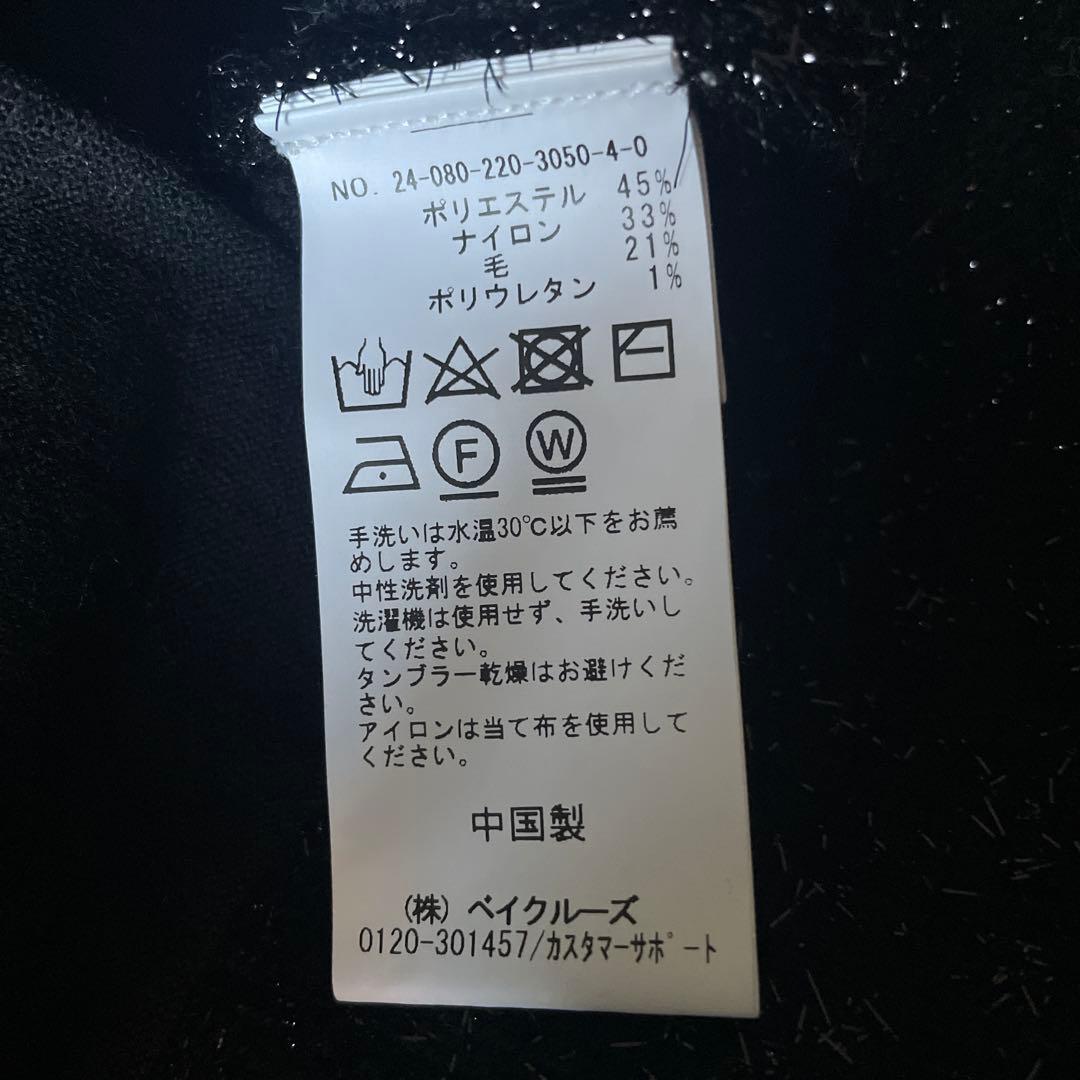 NO. 24-080-220-3050-4-0
ポリエステル 45%
ナイロン 33%
毛 21%
ポリウレタン 1%
F W
手洗いは水温30℃以下をお薦
めします。
中性洗剤を使用してください。
洗濯機は使用せず、手洗いし
てください。
タンブラー乾燥はお避けくだ
さい。
アイロンは当て布を使用して
ください。
中国製
(株) ベイクルーズ
0120-301457/カスタマーサポート